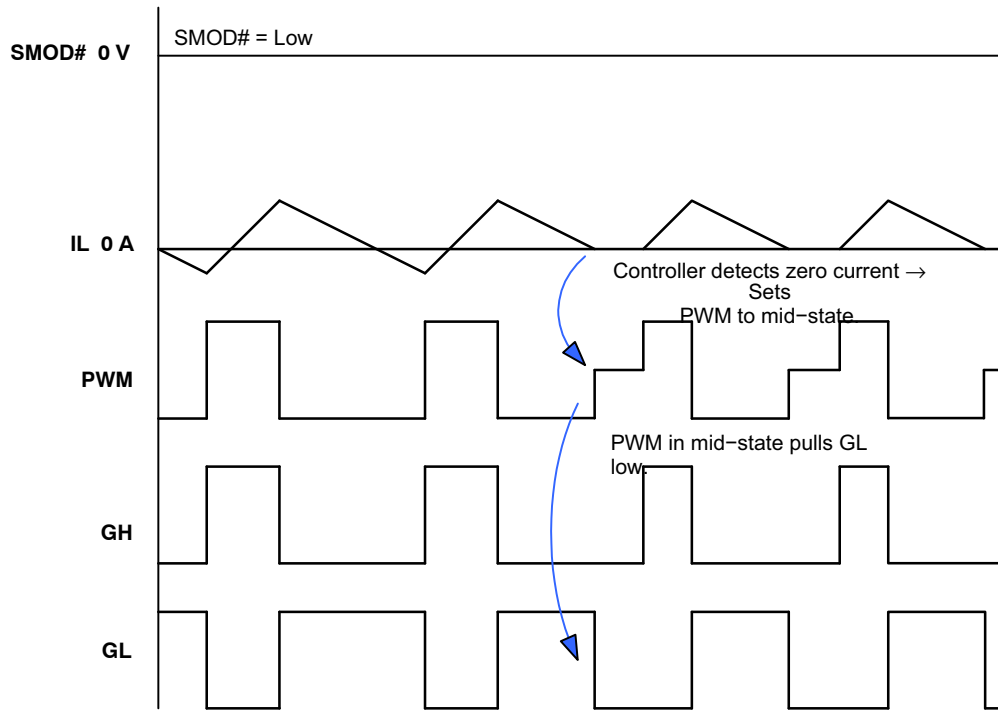 SMOD# = Low
SMOD# 0 V
IL 0 A
Controller detects zero current →
Sets
PWM to mid−state.
PWM
PWM in mid−state pulls GL
low.
GH
GL